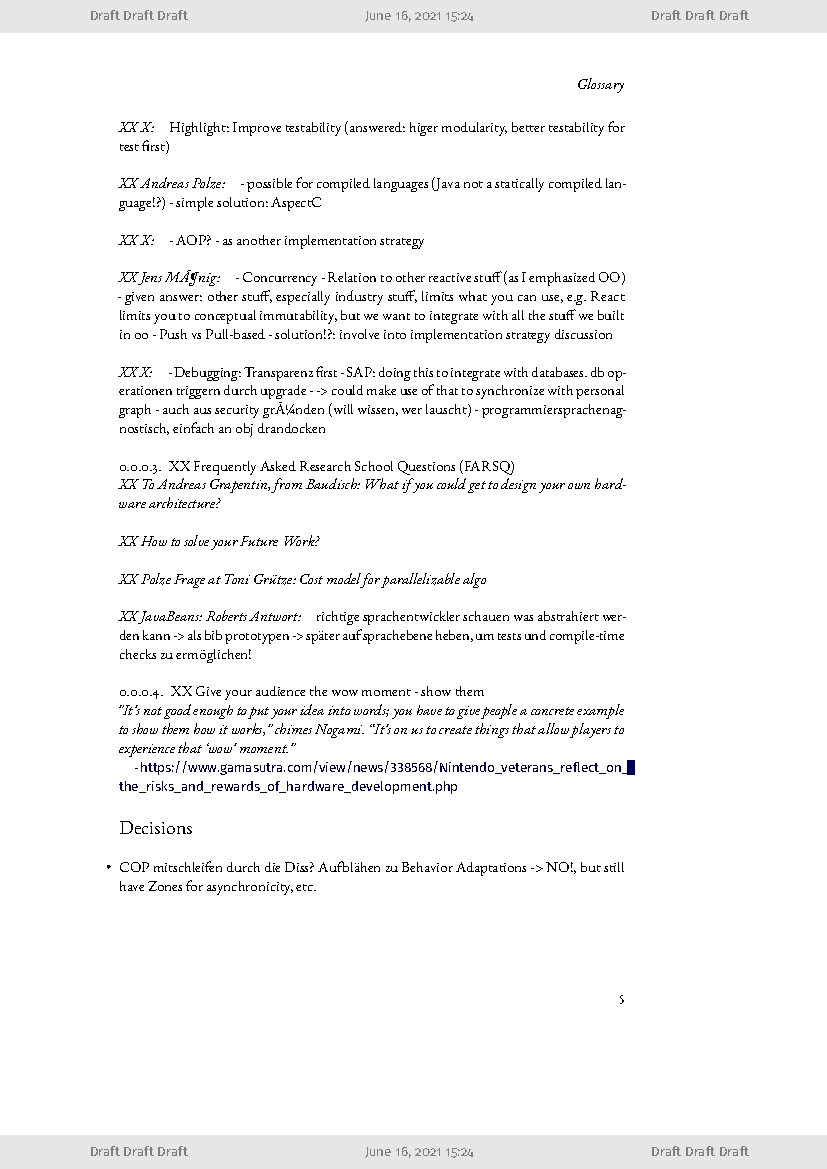 Draft Draft Draft June 16, 2021 15:24 Draft Draft Draft
Glossary
XX X: Highlight: Improve testability (answered: higer modularity, better testability for
test first)
XX Andreas Polze: - possible for compiled languages (Java not a statically compiled lan-
guage!?) - simple solution: AspectC
XX X: - AOP? - as another implementation strategy
XX Jens MÃ¶nig: - Concurrency - Relation to other reactive stuff (as I emphasized OO)
- given answer: other stuff, especially industry stuff, limits what you can use, e.g. React
limits you to conceptual immutability, but we want to integrate with all the stuff we built
in oo - Push vs Pull-based - solution!?: involve into implementation strategy discussion
XX X: - Debugging: Transparenz first - SAP: doing this to integrate with databases. db op-
erationen triggern durch upgrade - -> could make use of that to synchronize with personal
graph - auch aus security grÃ¼nden (will wissen, wer lauscht) - programmiersprachenag-
nostisch, einfach an obj drandocken
0.0.0.3. XX Frequently Asked Research School Questions (FARSQ)
XX To Andreas Grapentin, from Baudisch: What if you could get to design your own hard-
ware architecture?
XX How to solve your Future Work?
XX Polze Frage at Toni Grütze: Cost model for parallelizable algo
XX JavaBeans: Roberts Antwort: richtige sprachentwickler schauen was abstrahiert wer-
den kann -> als bib prototypen -> später auf sprachebene heben, um tests und compile-time
checks zu ermöglichen!
0.0.0.4. XX Give your audience the wow moment - show them
"It's not good enough to put your idea into words; you have to give people a concrete example
to show them how it works," chimes Nogami. “It's on us to create things that allow players to
experience that ‘wow’ moment.”
- https://www.gamasutra.com/view/news/338568/Nintendo_veterans_reflect_on_
the_risks_and_rewards_of_hardware_development.php
Decisions
• COP mitschleifen durch die Diss? Aufblähen zu Behavior Adaptations -> NO!, but still
have Zones for asynchronicity, etc.
5
Draft Draft Draft June 16, 2021 15:24 Draft Draft Draft